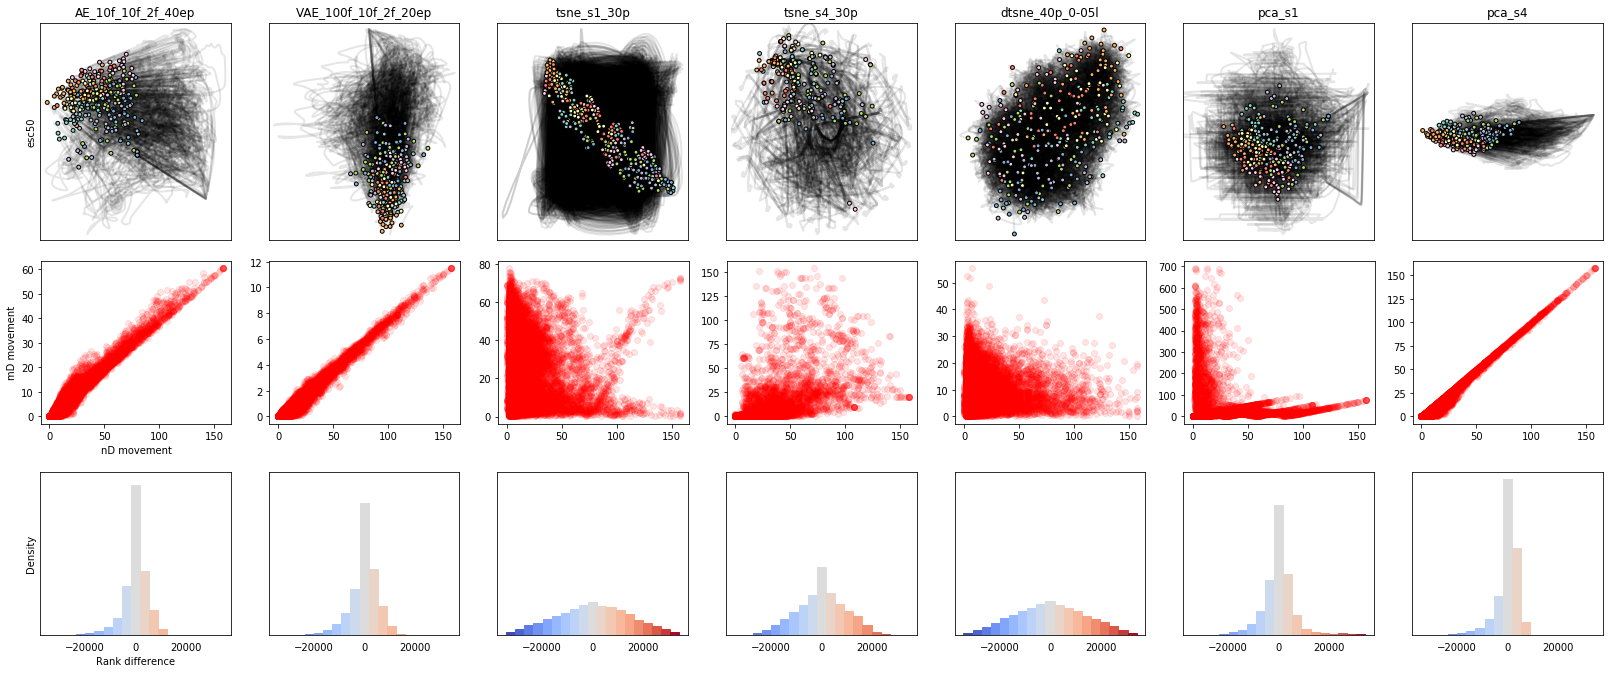 AE_10f_10f_2f_40ep VAE_100f_10f_2f_20ep tsne_s1_30p tsne_s4_30p dtsne_40p_0-05l pca_s1 pca_s4
esc50
mD movement
60 50 40 30 20 10 0
0 50 100 150
nD movement
12 10 8 6 4 2 0
0 50 100 150
80 60 40 20 0
0 50 100 150
150 125 100 75 50 25 0
0 50 100 150
50 40 30 20 10 0
0 50 100 150
700 600 500 400 300 200 100 0
0 50 100 150
150 125 100 75 50 25 0
0 50 100 150
Density
−20000 0 20000
Rank difference
−20000 0 20000
−20000 0 20000
−20000 0 20000
−20000 0 20000
−20000 0 20000
−20000 0 20000